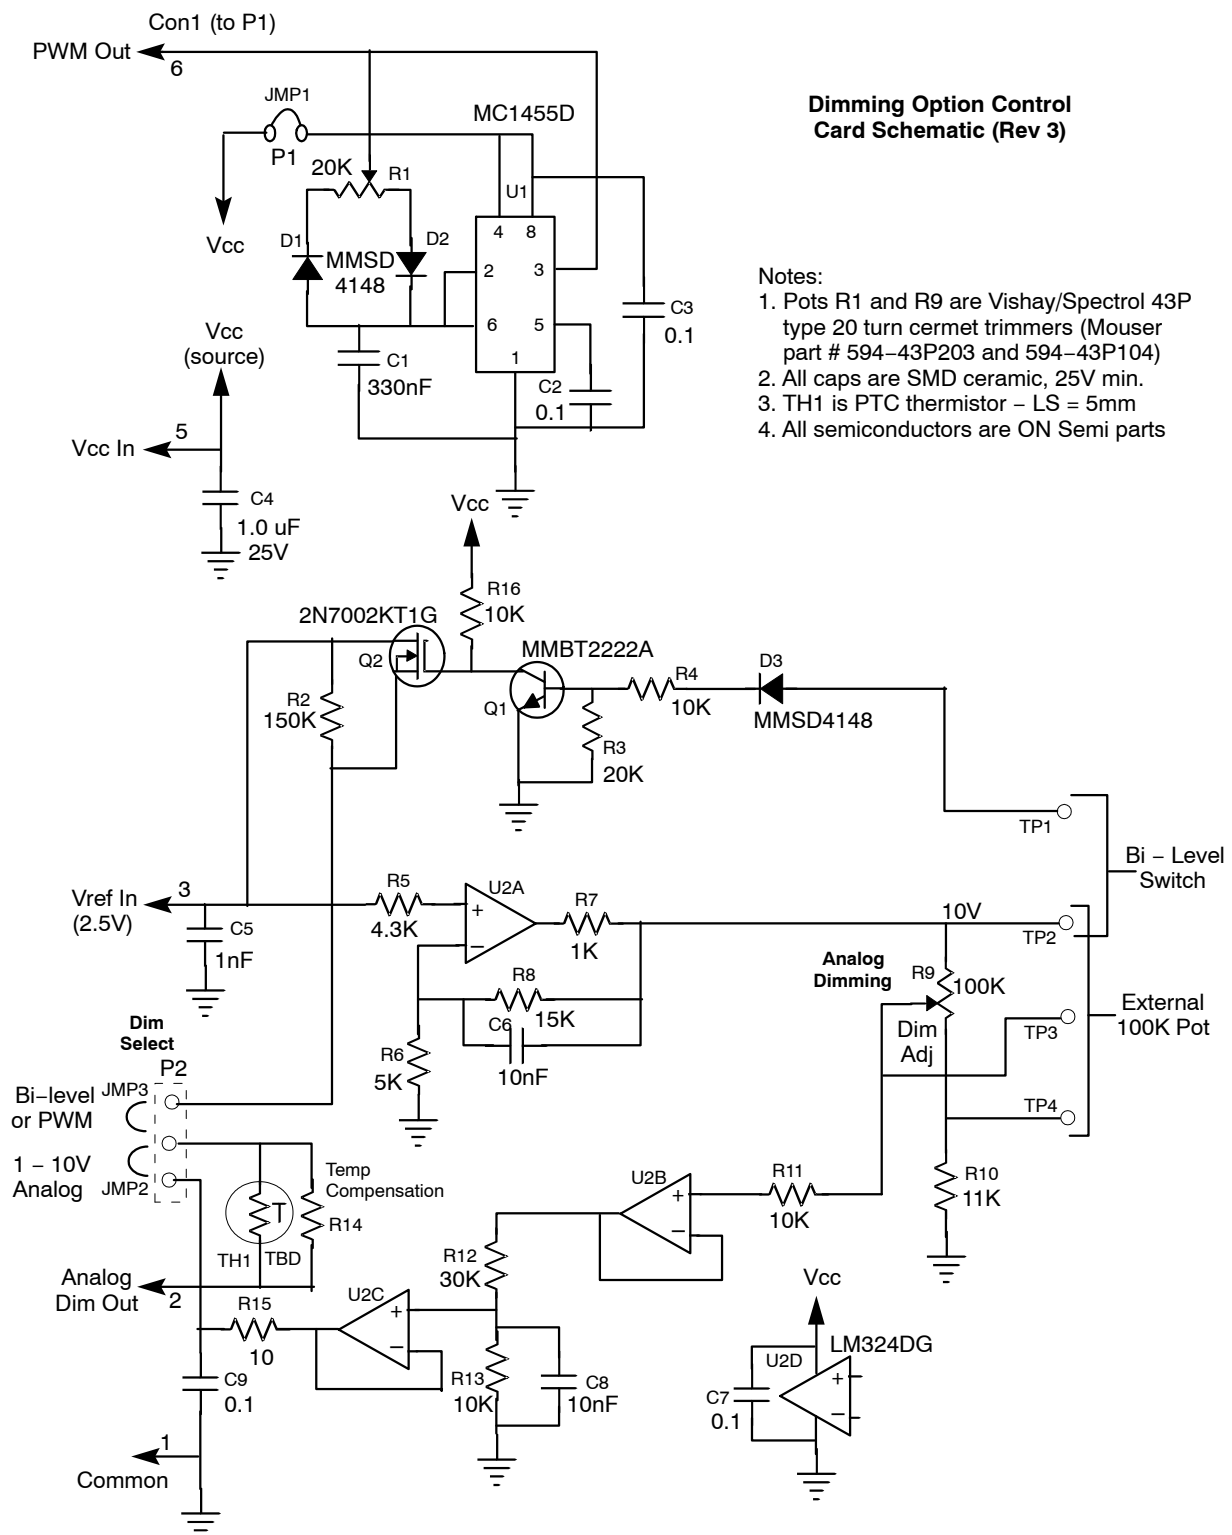 Con1 (to P1)
PWM Out
6
JMP1
P1
MC1455D
Dimming Option Control
Card Schematic (Rev 3)
20K
R1
U1
Vcc
D1
D2
MMSD
4148
4
8
2
3
6
5
1
C3
0.1
C1
330nF
C2
0.1
Notes:
1. Pots R1 and R9 are Vishay/Spectrol 43P
type 20 turn cermet trimmers (Mouser
part # 594−43P203 and 594−43P104)
2. All caps are SMD ceramic, 25V min.
3. TH1 is PTC thermistor − LS = 5mm
4. All semiconductors are ON Semi parts
Vcc
(source)
5
Vcc In
C4
1.0 uF
25V
Vcc
R16
10K
2N7002KT1G
Q2
MMBT2222A
Q1
R4
10K
D3
MMSD4148
R2
150K
R3
20K
TP1
Bi − Level
Switch
Vref In
(2.5V)
3
C5
1nF
R5
4.3K
U2A
+
−
R7
1K
10V
TP2
Analog
Dimming
R9
100K
Dim
Adj
TP3
External
100K Pot
TP4
R8
15K
C6
10nF
R6
5K
Dim
Select
P2
Bi−level
or PWM
JMP3
1 − 10V
Analog
JMP2
Temp
Compensation
T
R14
TH1
TBD
U2B
+
−
R11
10K
R10
11K
Analog
Dim Out
2
R15
10
U2C
+
−
R12
30K
R13
10K
C8
10nF
C9
0.1
1
Common
Vcc
LM324DG
U2D
+
−
C7
0.1